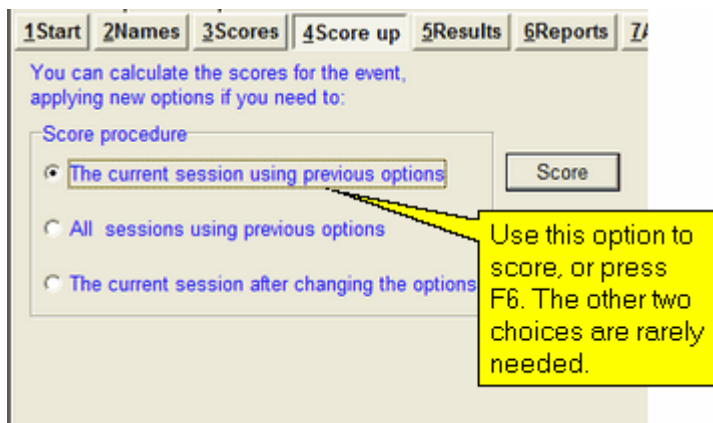 1Start 2Names 3Scores 4Score up 5Results 6Reports
You can calculate the scores for the event,
applying new options if you need to:
Score procedure
The current session using previous options
Score
All sessions using previous options
The current session after changing the options
Use this option to
score, or press
F6. The other two
choices are rarely
needed.